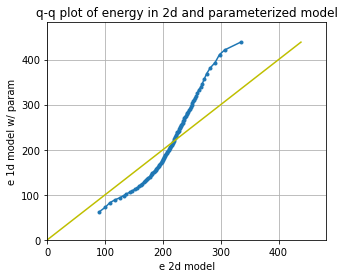 q-q plot of energy in 2d and parameterized model
e 1d model w/ param
400
300
200
100
0
0 100 200 300 400
e 2d model